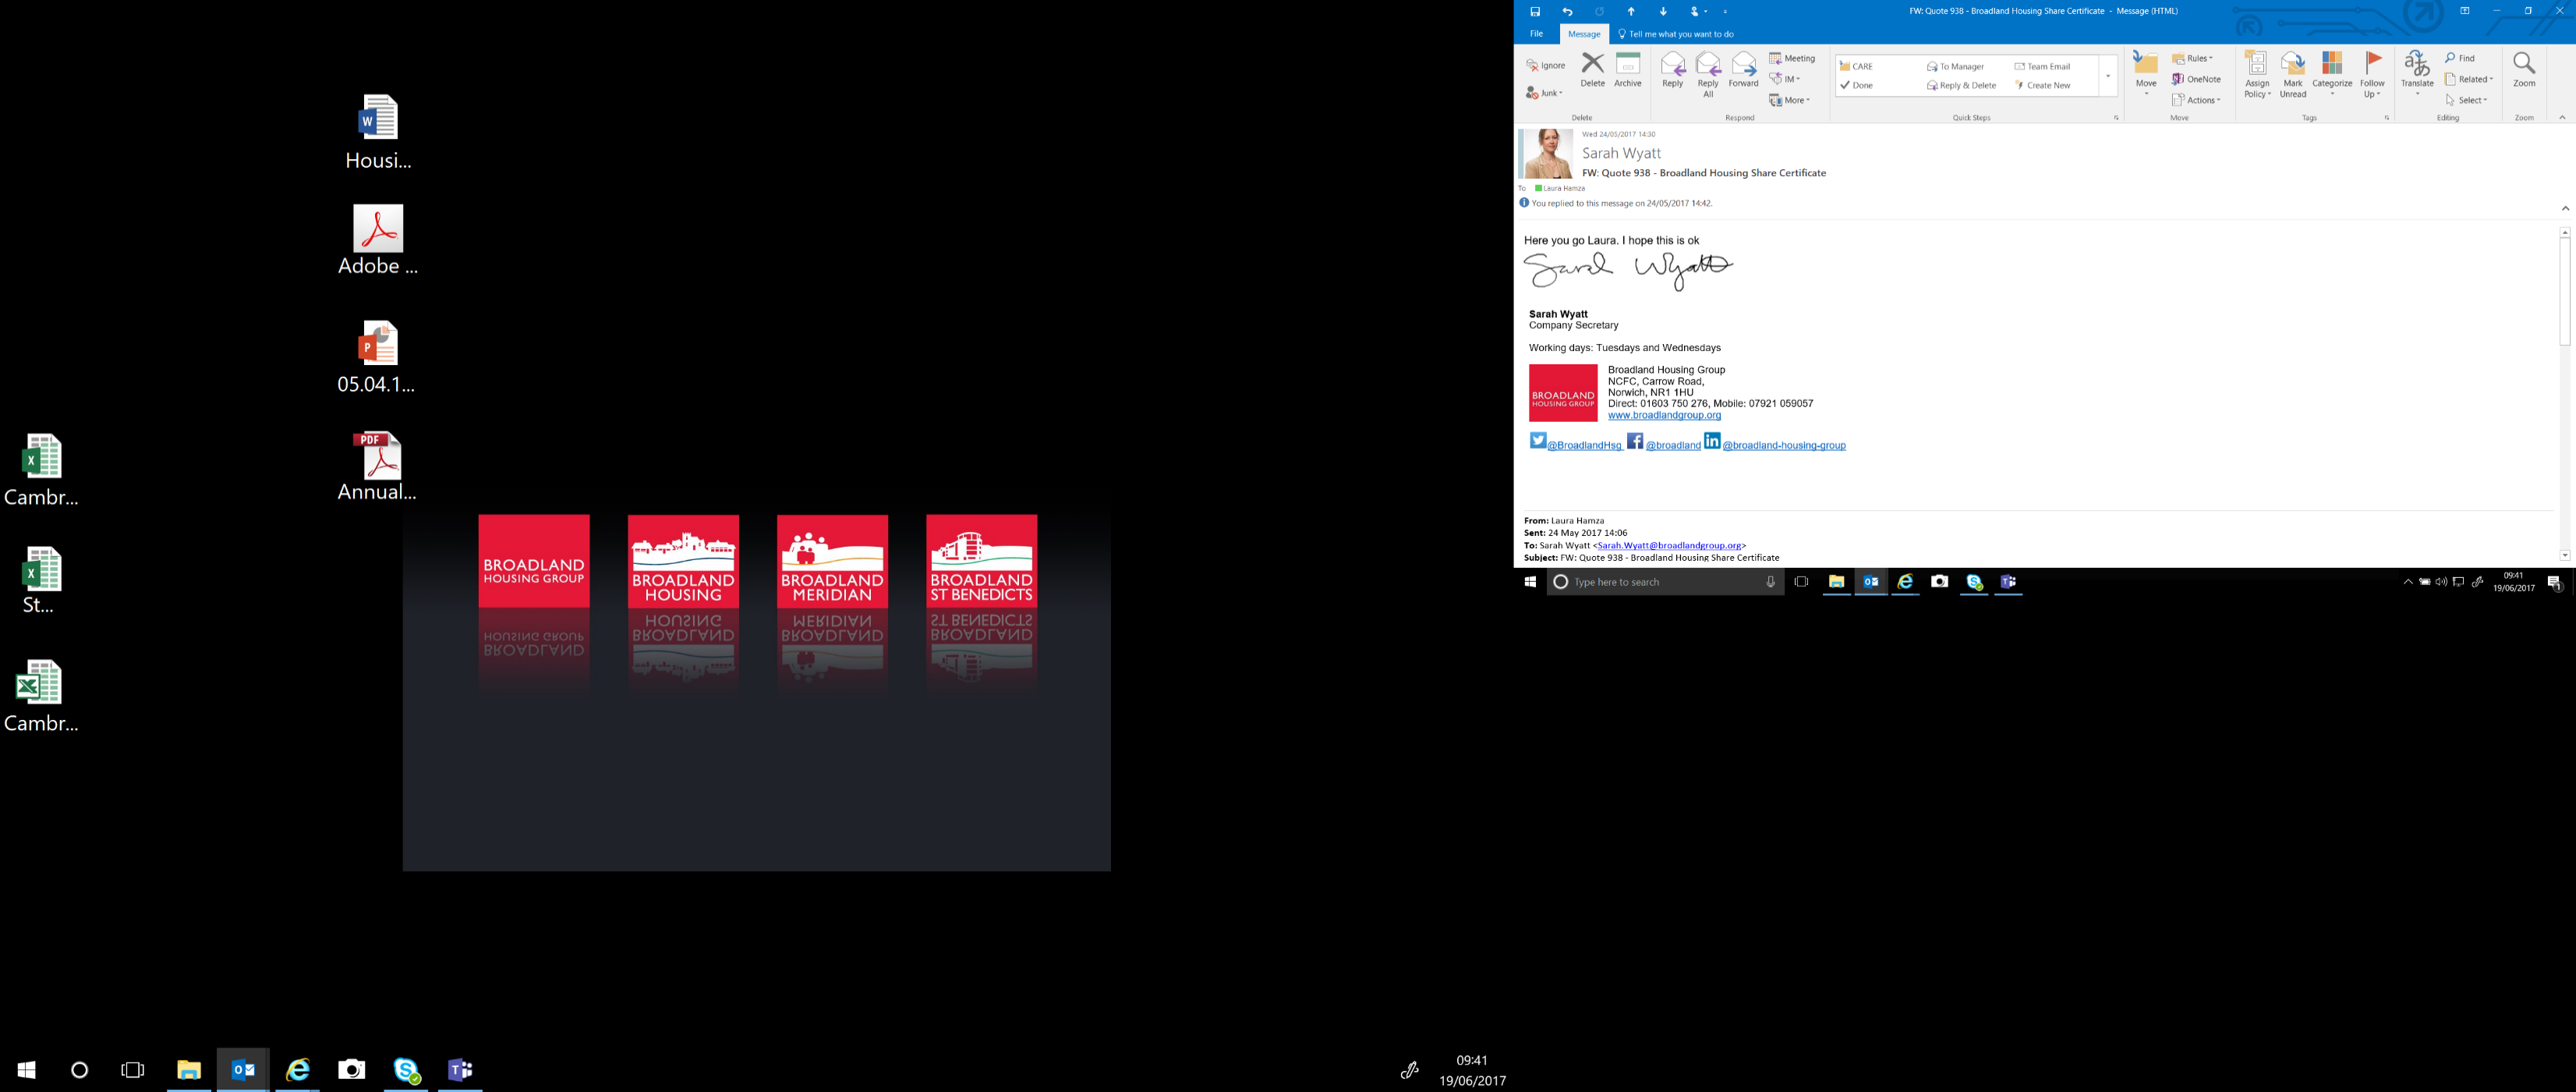 Housi...
Adobe ...
05.04.1...
PDF
Annual...
Cambr...
St...
Cambr...
BROADLAND
HOUSING GROUP
BROADLAND
HOUSING
BROADLAND
MERIDIAN
BROADLAND
ST BENEDICTS
09:41
19/06/2017
FW: Quote 938 - Broadland Housing Share Certificate - Message (HTML)
File Message Tell me what you want to do
Ignore
Junk
Delete
Archive
Reply
Reply All
Forward
Meeting
IM
More
CARE To Manager Team Email
Done Reply & Delete Create New
Move
Rules
OneNote
Actions
Assign Policy
Mark Unread
Categorize
Follow Up
Translate
Find
Related
Select
Zoom
Delete Respond Quick Steps Move Tags Editing Zoom
Wed 24/05/2017 14:30
Sarah Wyatt
FW: Quote 938 - Broadland Housing Share Certificate
To Laura Hamza
You replied to this message on 24/05/2017 14:42.
Here you go Laura. I hope this is ok
Sarah Wyatt
Sarah Wyatt
Company Secretary
Working days: Tuesdays and Wednesdays
BROADLAND
HOUSING GROUP
Broadland Housing Group
NCFC, Carrow Road,
Norwich, NR1 1HU
Direct: 01603 750 276, Mobile: 07921 059057
www.broadlandgroup.org
@BroadlandHsg @broadland @broadland-housing-group
From: Laura Hamza
Sent: 24 May 2017 14:06
To: Sarah Wyatt <Sarah.Wyatt@broadlandgroup.org>
Subject: FW: Quote 938 - Broadland Housing Share Certificate
Type here to search
09:41
19/06/2017